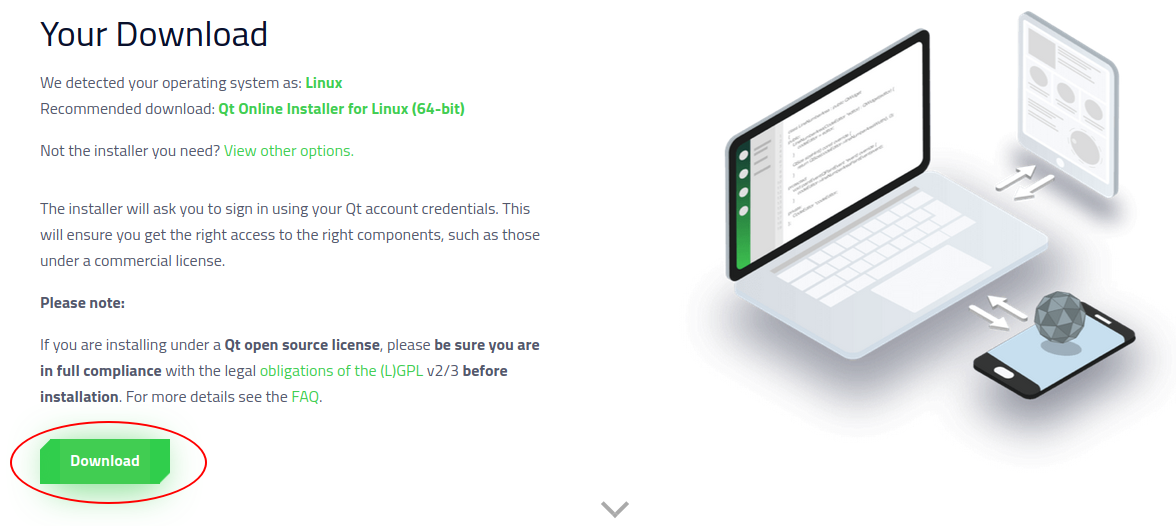 Your Download
We detected your operating system as: Linux
Recommended download: Qt Online Installer for Linux (64-bit)
Not the installer you need? View other options.
The installer will ask you to sign in using your Qt account credentials. This
will ensure you get the right access to the right components, such as those
under a commercial license.
Please note:
If you are installing under a Qt open source license, please be sure you are
in full compliance with the legal obligations of the (L)GPL v2/3 before
installation. For more details see the FAQ.
Download